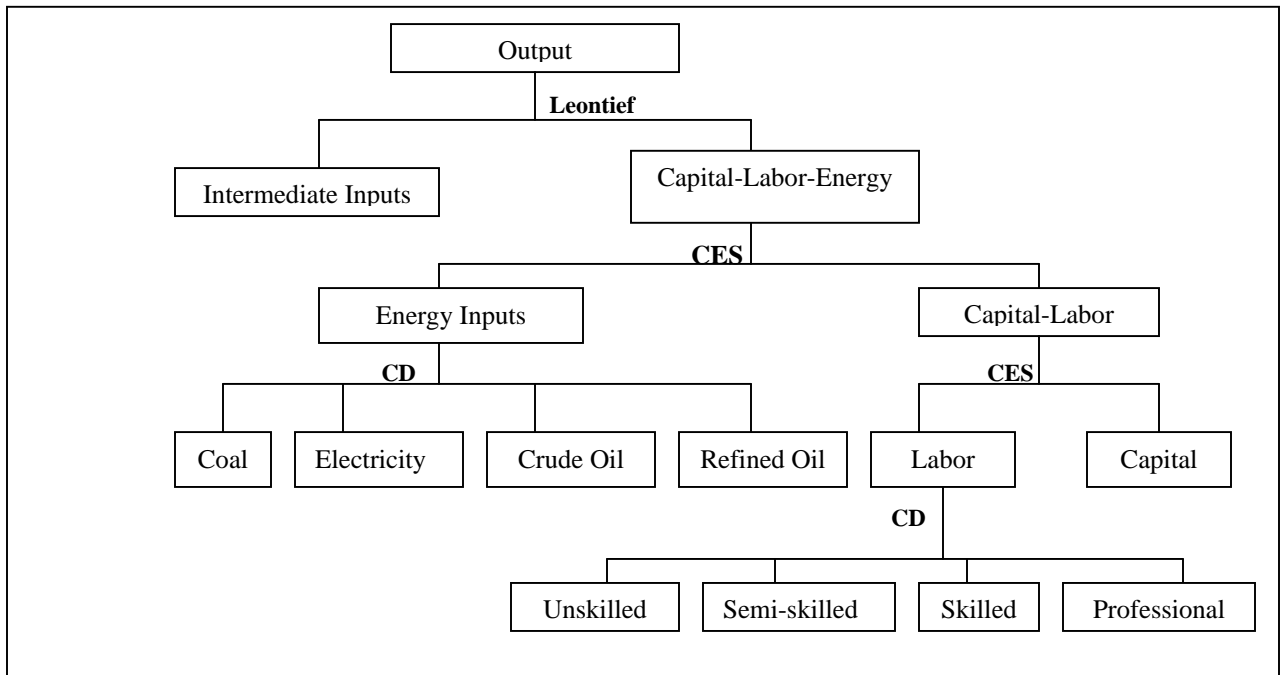 Output
Leontief
Intermediate Inputs
Capital-Labor-Energy
CES
Energy Inputs
Capital-Labor
CD
CES
Coal
Electricity
Crude Oil
Refined Oil
Labor
Capital
CD
Unskilled
Semi-skilled
Skilled
Professional